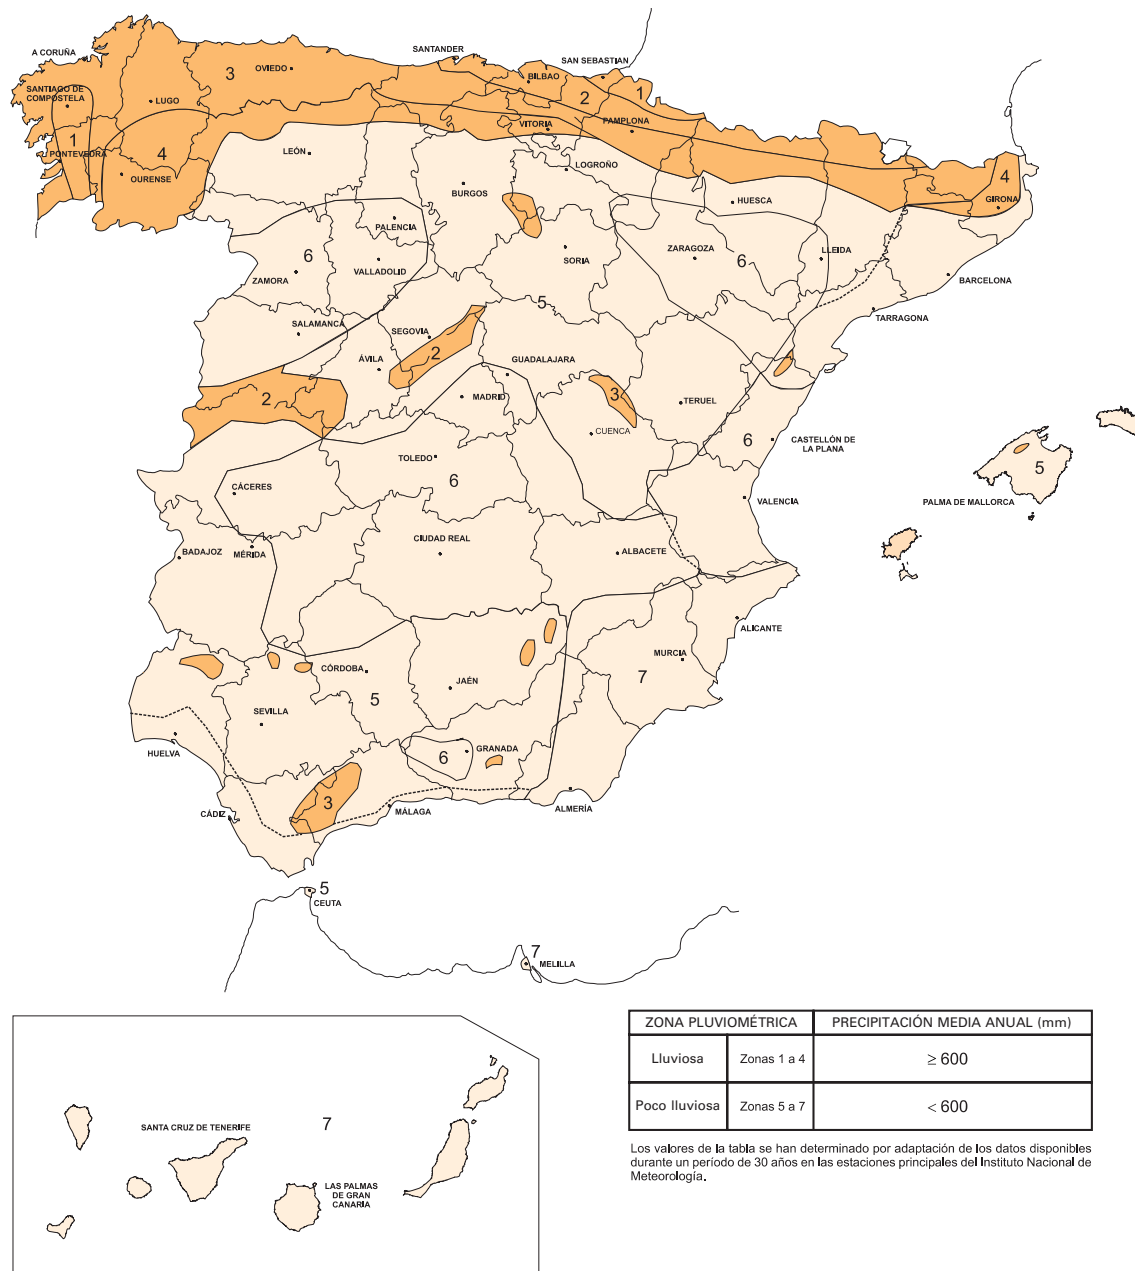 A CORUÑA
SANTANDER
SAN SEBASTIAN
3
OVIEDO
BILBAO
SANTIAGO DE
COMPOSTELA
LUGO
2
1
VITORIA
PAMPLONA
1
PONTEVEDRA
4
LEÓN
LOGROÑO
OURENSE
BURGOS
4
HUESCA
GIRONA
PALENCIA
6
ZAMORA
VALLADOLID
SORIA
ZARAGOZA
6
LLEIDA
BARCELONA
5
TARRAGONA
SALAMANCA
SEGOVIA
2
ÁVILA
GUADALAJARA
2
MADRID
3
TERUEL
CUENCA
6
CASTELLÓN DE
LA PLANA
TOLEDO
6
5
CÁCERES
PALMA DE MALLORCA
VALENCIA
CIUDAD REAL
BADAJOZ
MÉRIDA
ALBACETE
ALICANTE
MURCIA
CÓRDOBA
7
JAÉN
5
SEVILLA
HUELVA
6
GRANADA
3
CÁDIZ
MÁLAGA
ALMERÍA
5
CEUTA
7
MELILLA
ZONA PLUVIOMÉTRICA PRECIPITACIÓN MEDIA ANUAL (mm)
Lluviosa Zonas 1 a 4 ≥ 600
Poco lluviosa Zonas 5 a 7 < 600
Los valores de la tabla se han determinado por adaptación de los datos disponibles
durante un período de 30 años en las estaciones principales del Instituto Nacional de
Meteorología.
SANTA CRUZ DE TENERIFE
7
LAS PALMAS
DE GRAN
CANARIA